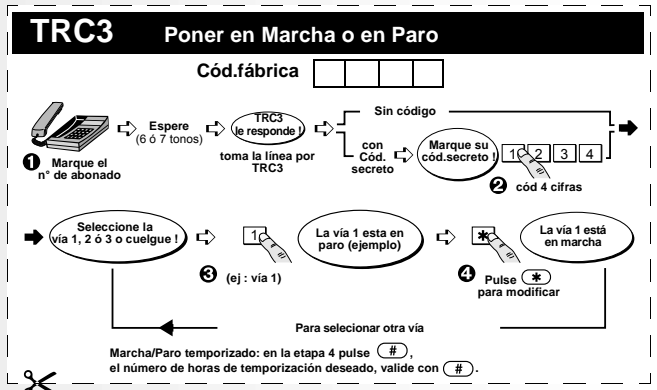 TRC3 Poner en Marcha o en Paro
Cód.fábrica
Espere
(6 ó 7 tonos)
TRC3
le responde !
toma la línea por
TRC3
1 Marque el
n° de abonado
Sin código
con
Cód.
secreto
Marque su
cód.secreto !
1 2 3 4
2 cód 4 cifras
Seleccione la
vía 1, 2 ó 3 o cuelgue !
1
3 (ej : vía 1)
La vía 1 esta en
paro (ejemplo)
*
4 Pulse *
para modificar
La vía 1 está
en marcha
Para selecionar otra vía
Marcha/Paro temporizado: en la etapa 4 pulse #,
el número de horas de temporización deseado, valide con #.